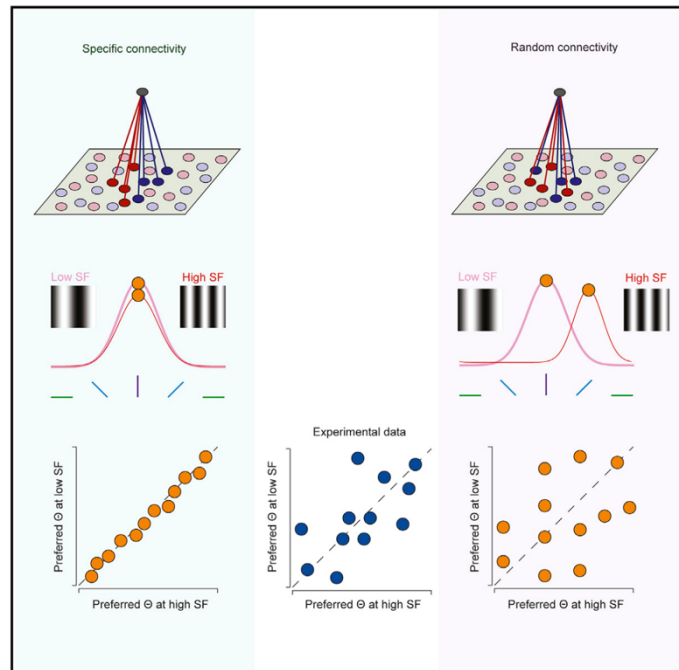 Specific connectivity
Random connectivity
Low SF
High SF
Low SF
High SF
Experimental data
Preferred Θ at low SF
Preferred Θ at high SF
Preferred Θ at low SF
Preferred Θ at high SF
Preferred Θ at low SF
Preferred Θ at high SF